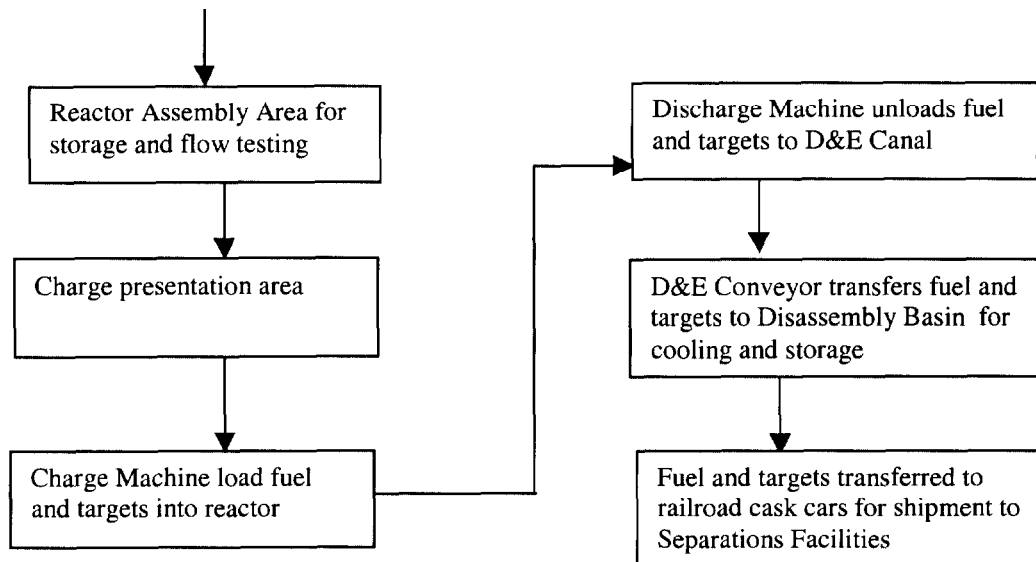 Reactor Assembly Area for
storage and flow testing
Charge presentation area
Charge Machine load fuel
and targets into reactor
Discharge Machine unloads fuel
and targets to D&E Canal
D&E Conveyor transfers fuel and
targets to Disassembly Basin for
cooling and storage
Fuel and targets transferred to
railroad cask cars for shipment to
Separations Facilities